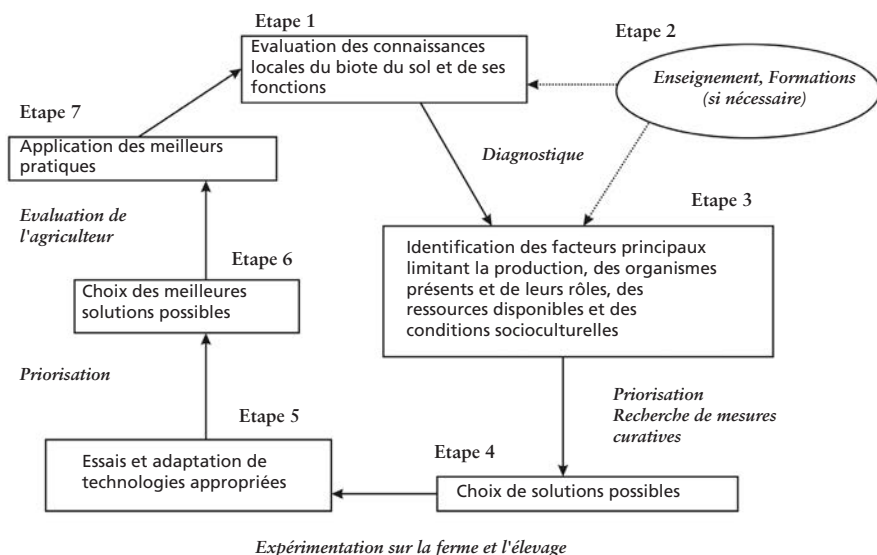 Etape 1
Evaluation des connaissances
locales du biote du sol et de ses
fonctions
Etape 2
Enseignement, Formations
(si nécessaire)
Etape 7
Application des meilleurs
pratiques
Diagnostique
Etape 3
Identification des facteurs principaux
limitant la production, des organismes
présents et de leurs rôles, des
ressources disponibles et des
conditions socioculturelles
Evaluation de
l'agriculteur
Etape 6
Choix des meilleures
solutions possibles
Priorisation
Priorisation
Recherche de mesures
curatives
Etape 5
Essais et adaptation de
technologies appropriées
Etape 4
Choix de solutions possibles
Expérimentation sur la ferme et l'élevage